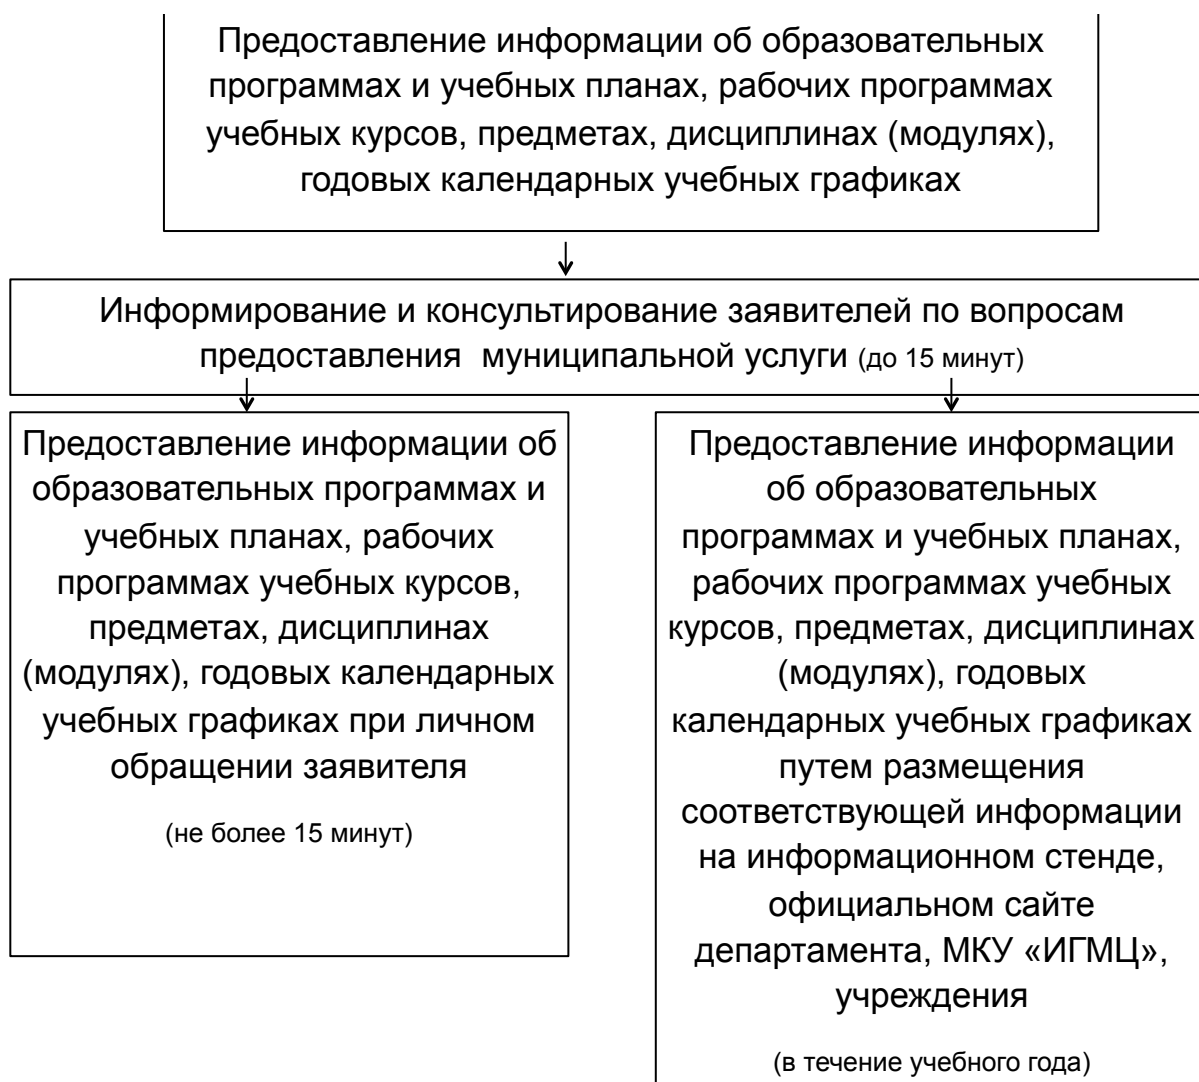 Предоставление информации об образовательных
программах и учебных планах, рабочих программах
учебных курсов, предметах, дисциплинах (модулях),
годовых календарных учебных графиках
Информирование и консультирование заявителей по вопросам
предоставления муниципальной услуги (до 15 минут)
Предоставление информации об
образовательных программах и
учебных планах, рабочих
программах учебных курсов,
предметах, дисциплинах
(модулях), годовых календарных
учебных графиках при личном
обращении заявителя
(не более 15 минут)
Предоставление информации
об образовательных
программах и учебных планах,
рабочих программах учебных
курсов, предметах, дисциплинах
(модулях), годовых
календарных учебных графиках
путем размещения
соответствующей информации
на информационном стенде,
официальном сайте
департамента, МКУ «ИГМЦ»,
учреждения
(в течение учебного года)